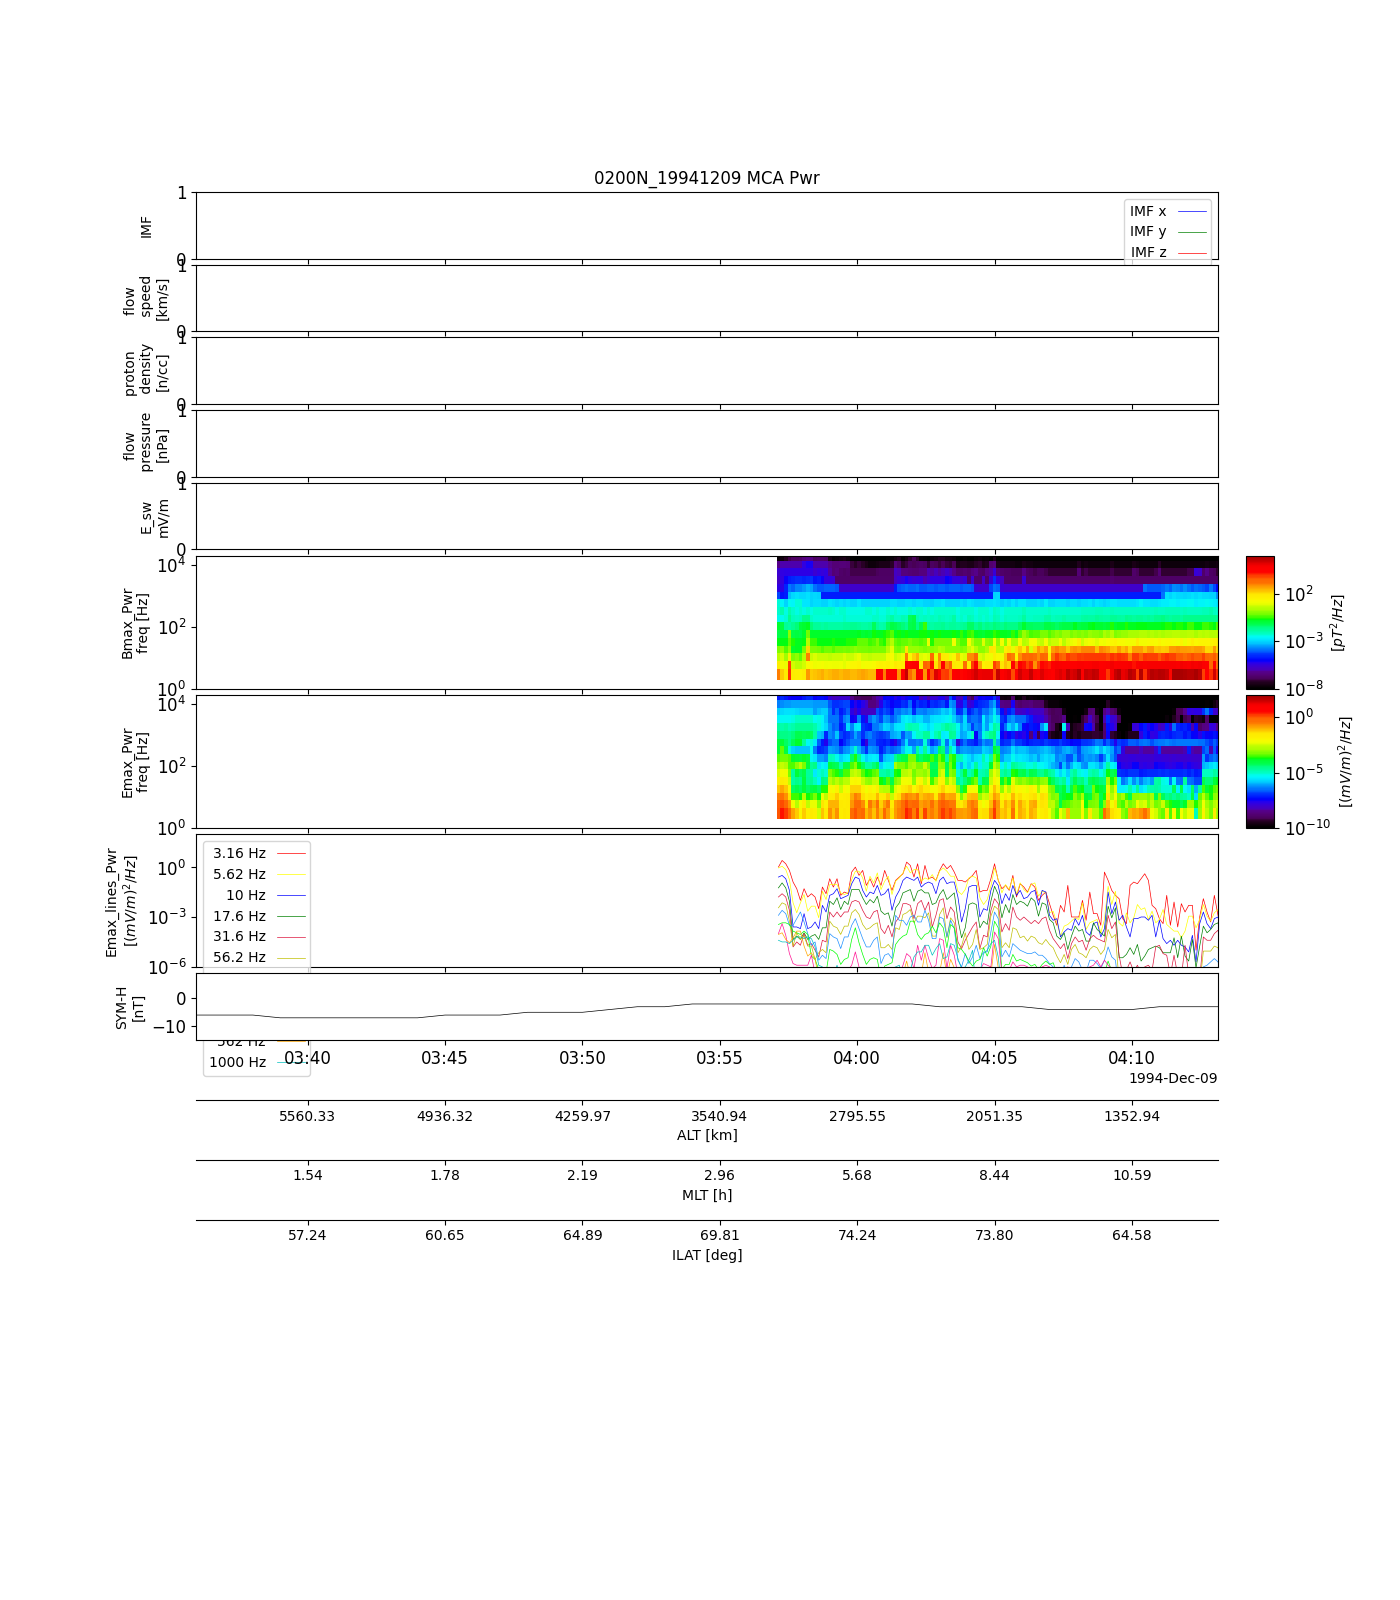 0200N_19941209 MCA Pwr
1
IMF
0
IMF x
IMF y
IMF z
1
flow
speed
[km/s]
0
1
proton
density
[n/cc]
0
1
flow
pressure
[nPa]
0
1
E_sw
mV/m
0
10^4
10^2
10^0
Bmax_Pwr
freq [Hz]
10^2
10^-3
10^-8
[pT^2/Hz]
10^4
10^2
10^0
Emax_Pwr
freq [Hz]
10^0
10^-5
10^-10
[(mV/m)^2/Hz]
10^0
10^-3
10^-6
Emax_lines_Pwr
[(mV/m)^2/Hz]
3.16 Hz
5.62 Hz
10 Hz
17.6 Hz
31.6 Hz
56.2 Hz
SYM-H
[nT]
0
−10
562 Hz
1000 Hz
03:40 03:45 03:50 03:55 04:00 04:05 04:10
1994-Dec-09
5560.33 4936.32 4259.97 3540.94 2795.55 2051.35 1352.94
ALT [km]
1.54 1.78 2.19 2.96 5.68 8.44 10.59
MLT [h]
57.24 60.65 64.89 69.81 74.24 73.80 64.58
ILAT [deg]